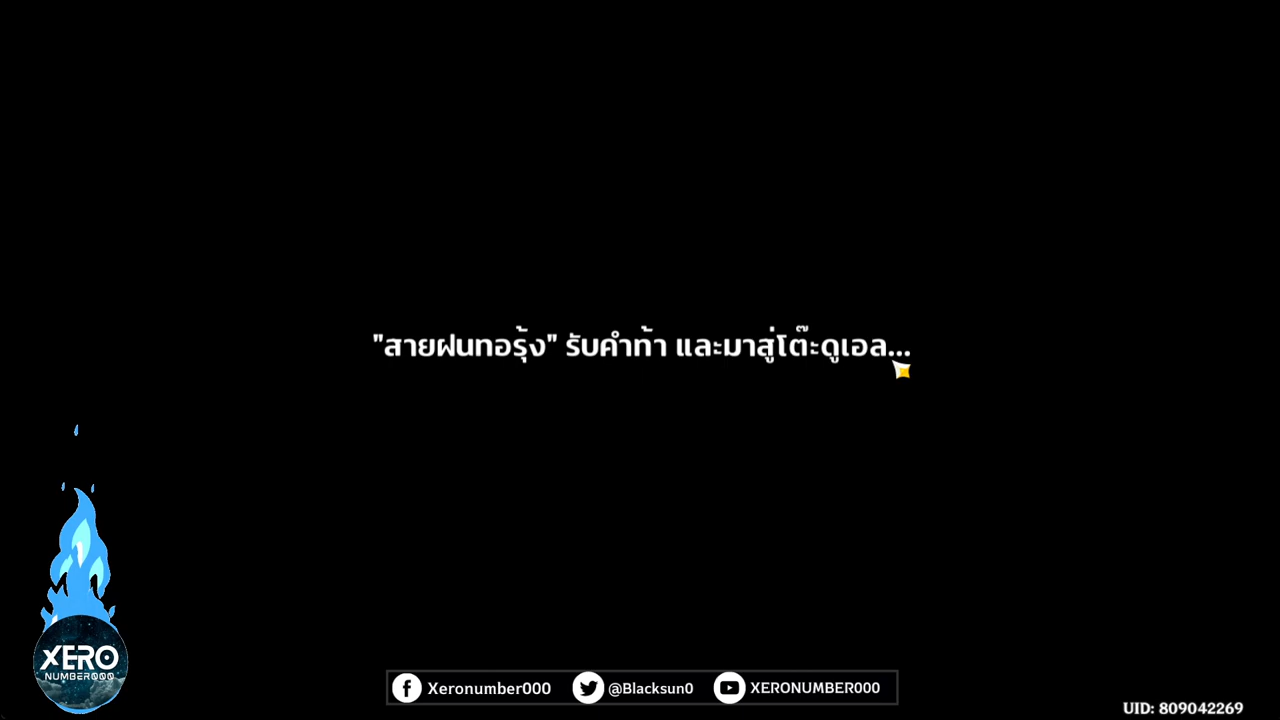 "สายฝนทอรุ้ง" รับคำท้า และมาสู่โต๊ะดูเอล...
XERO
NUMBER000
Xeronumber000 @Blacksun0 XERONUMBER000
UID: 809042269